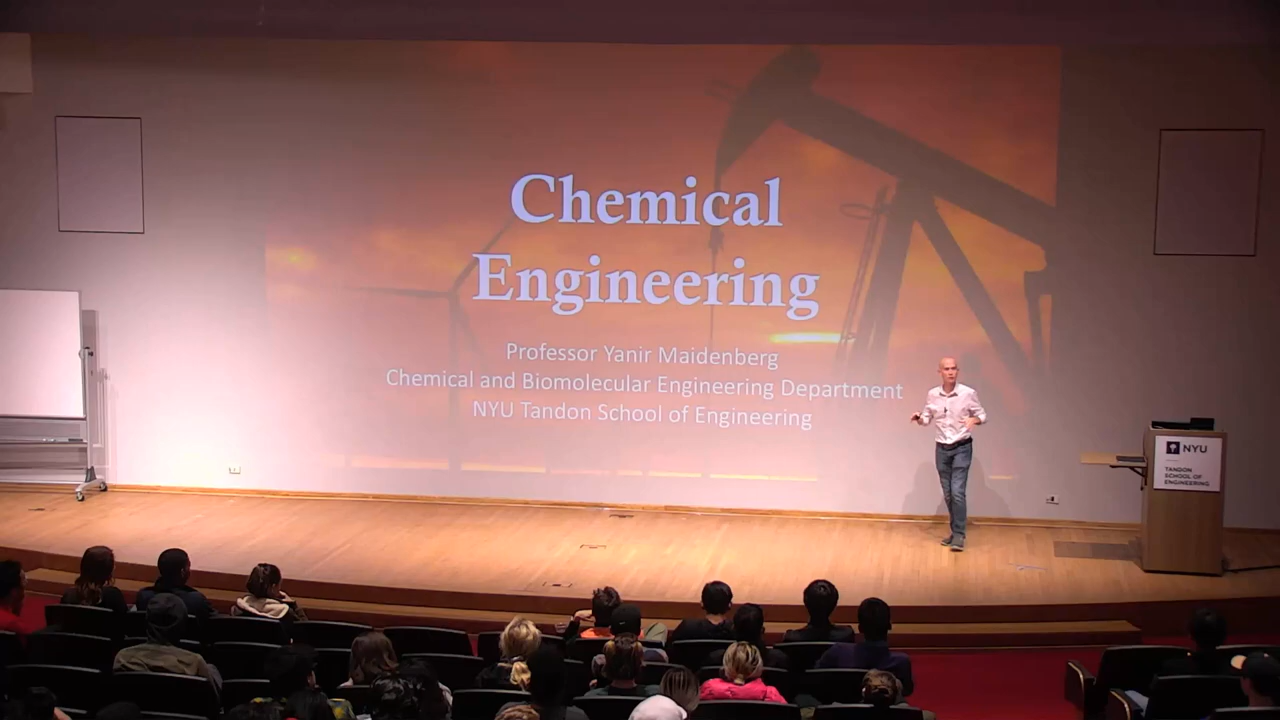 Chemical
Engineering
Professor Yanir Maidenberg
Chemical and Biomolecular Engineering Department
NYU Tandon School of Engineering
NYU
TANDON
SCHOOL OF
ENGINEERING